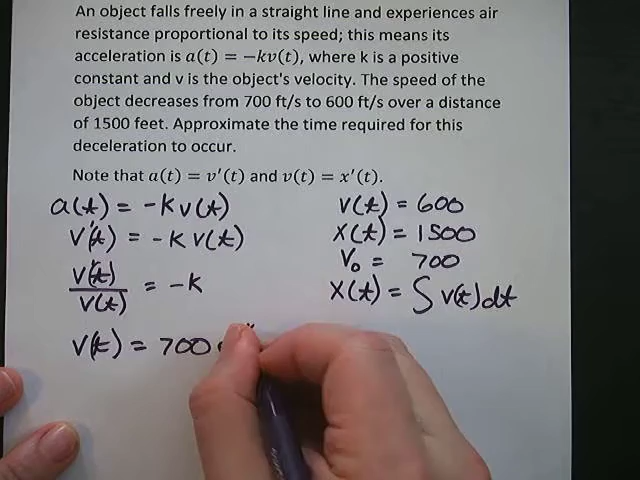 An object falls freely in a straight line and experiences air
resistance proportional to its speed; this means its
acceleration is a(t) = −kv(t), where k is a positive
constant and v is the object's velocity. The speed of the
object decreases from 700 ft/s to 600 ft/s over a distance
of 1500 feet. Approximate the time required for this
deceleration to occur.
Note that a(t) = v'(t) and v(t) = x'(t).
a(t) = -k v(t)
v'(t) = -k v(t)
v'(t)/v(t) = -k
v(t) = 700
v(t) = 600
x(t) = 1500
v₀ = 700
x(t) = ∫ v(t) dt